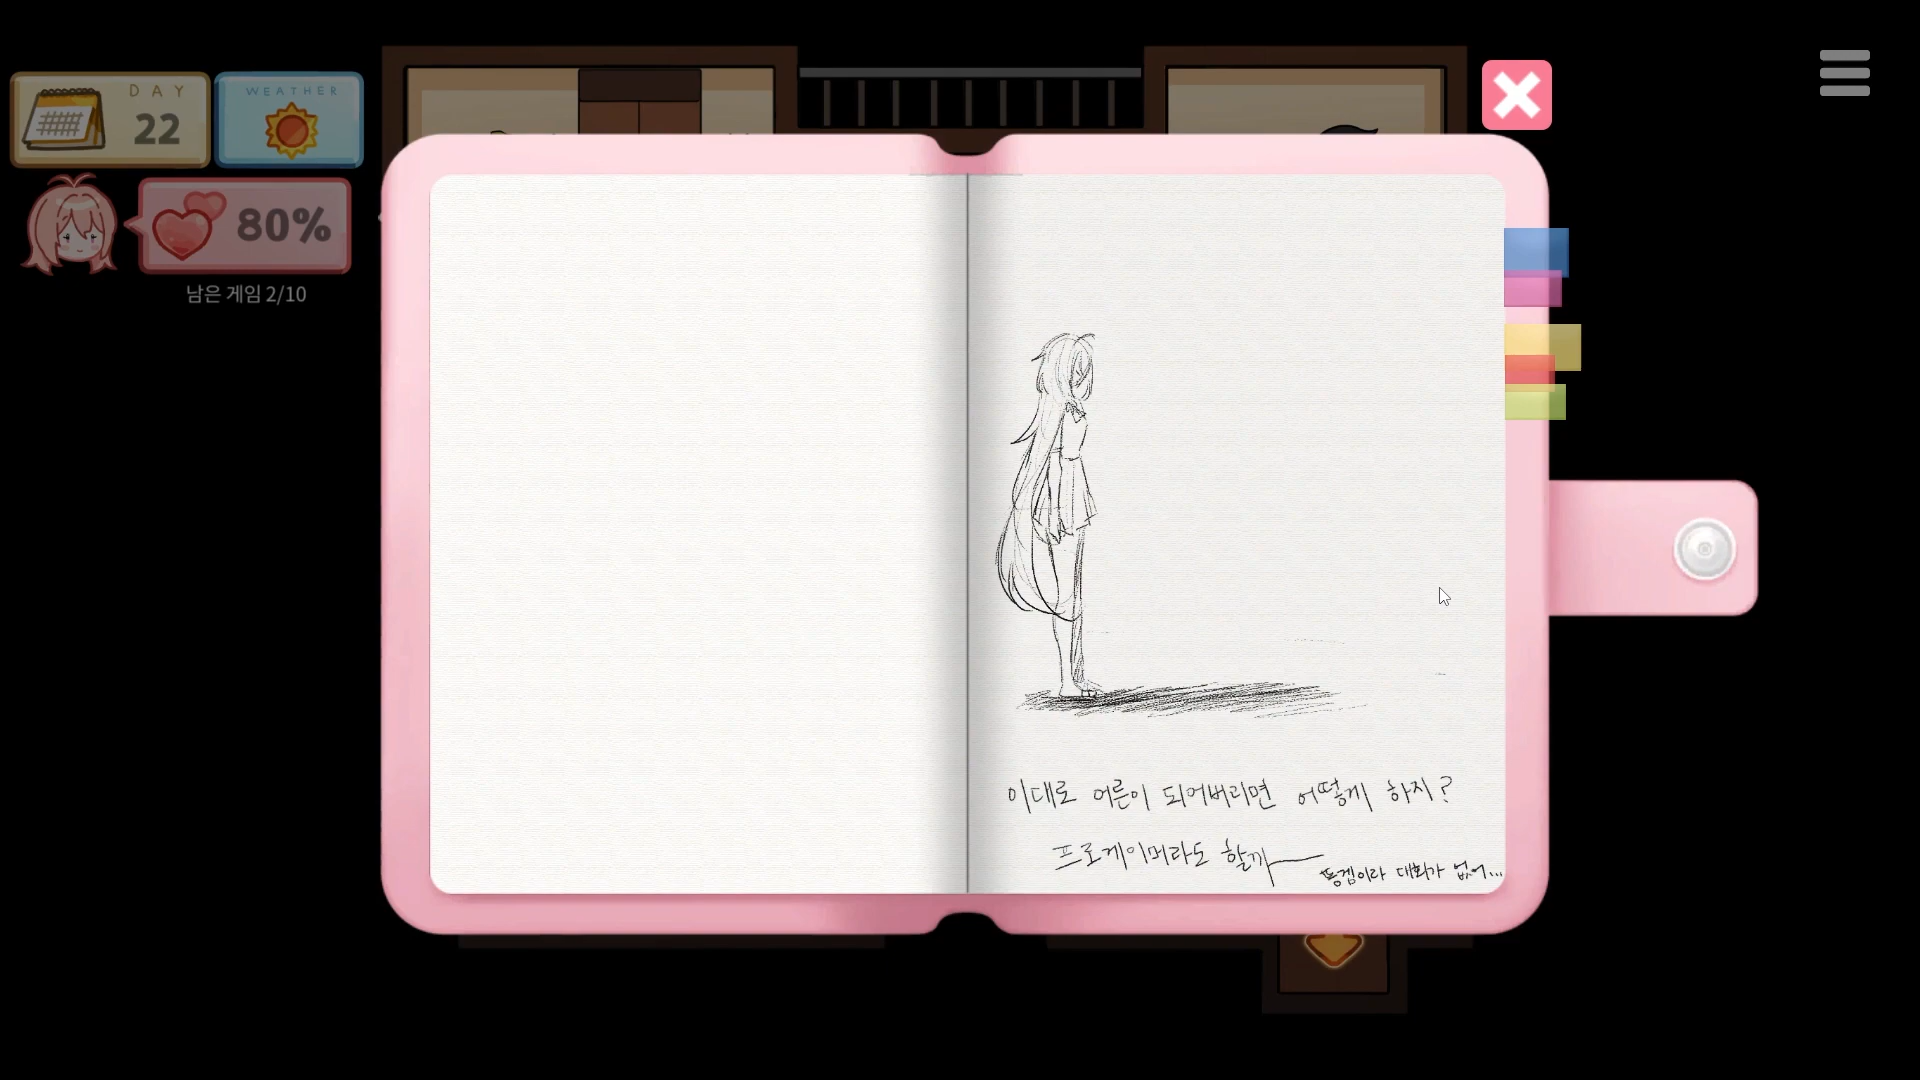 DAY
22
WEATHER
80%
남은 게임 2/10
이대로 어른이 되어버리면 어떻게 하지?
프로게이머라도 할까
똥겜이라 대화가 없어...